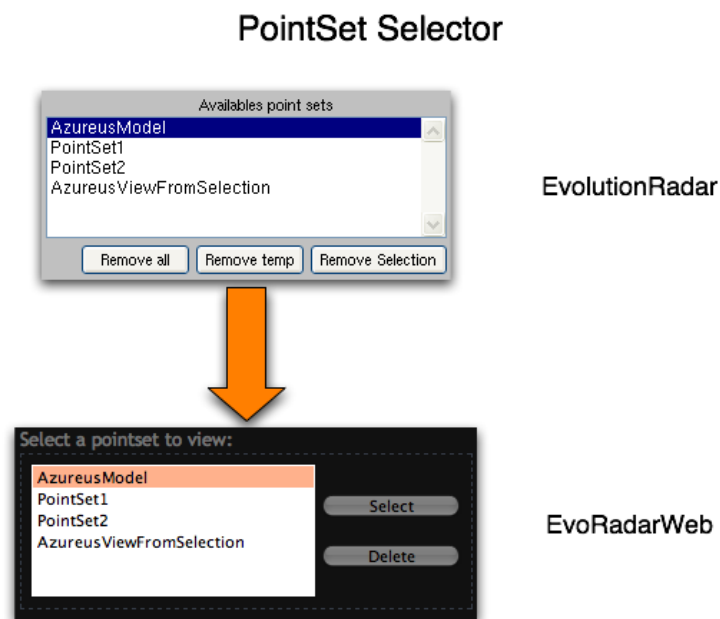 PointSet Selector
Availables point sets
AzureusModel
PointSet1
PointSet2
AzureusViewFromSelection
Remove all
Remove temp
Remove Selection
EvolutionRadar
Select a pointset to view:
AzureusModel
PointSet1
PointSet2
AzureusViewFromSelection
Select
Delete
EvoRadarWeb